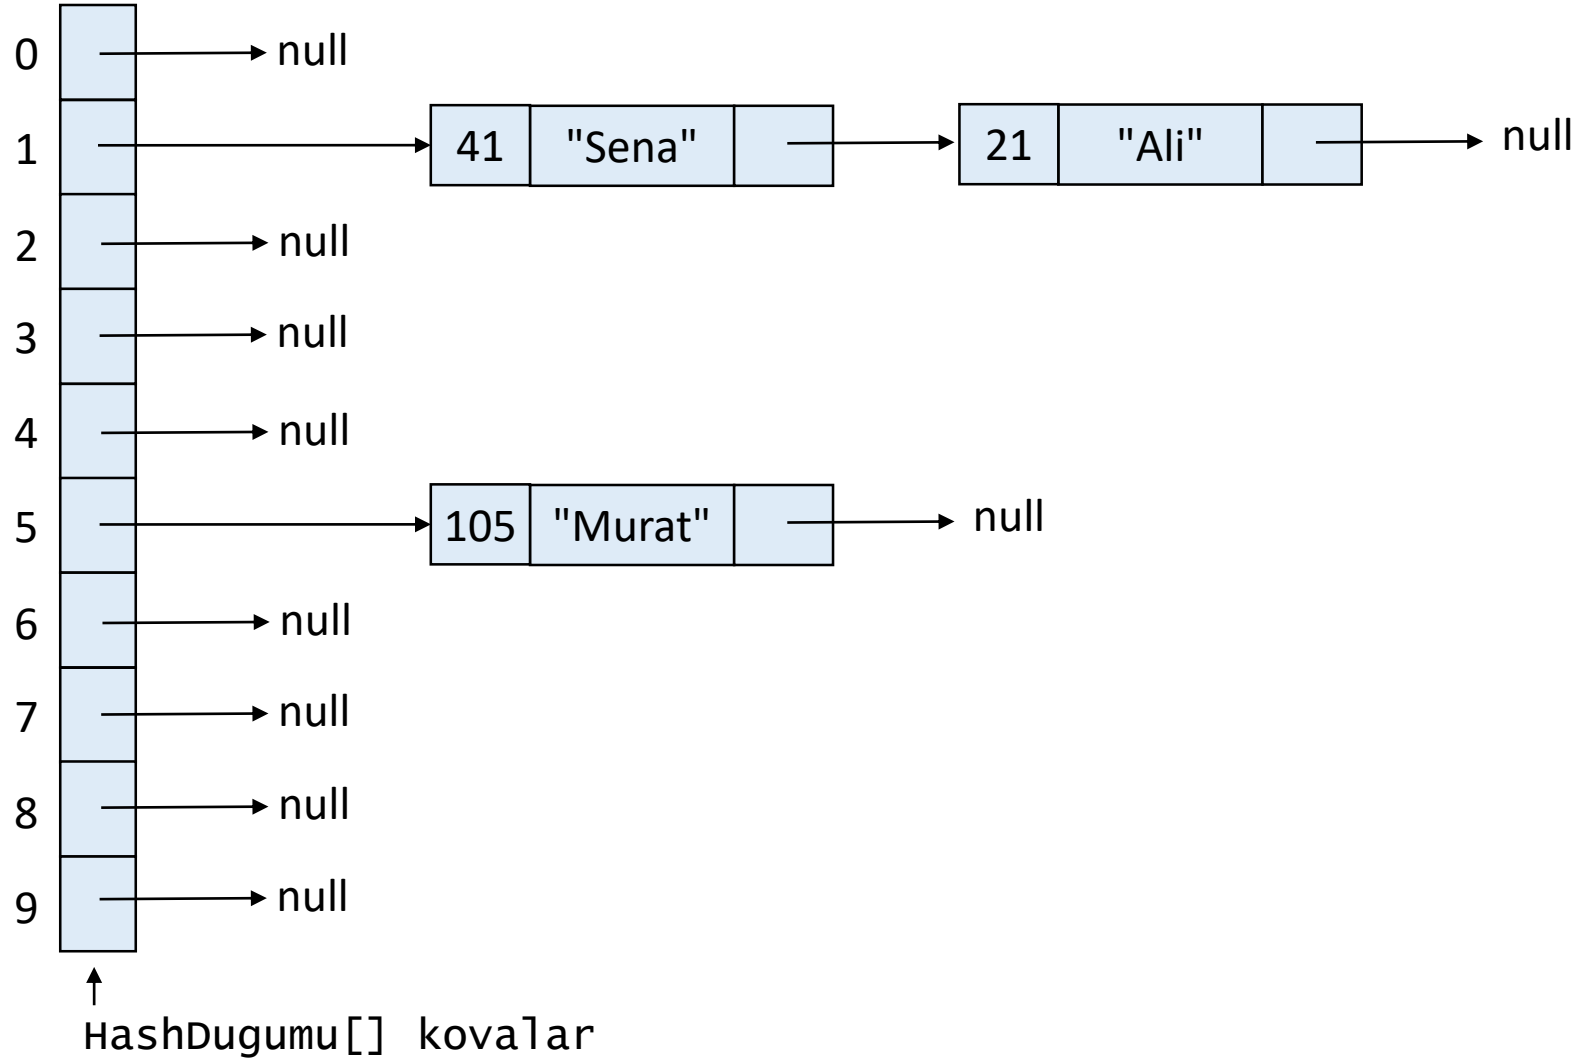 0 null
1 41 "Sena" 21 "Ali" null
2 null
3 null
4 null
5 105 "Murat" null
6 null
7 null
8 null
9 null
HashDugumu[] kovalar